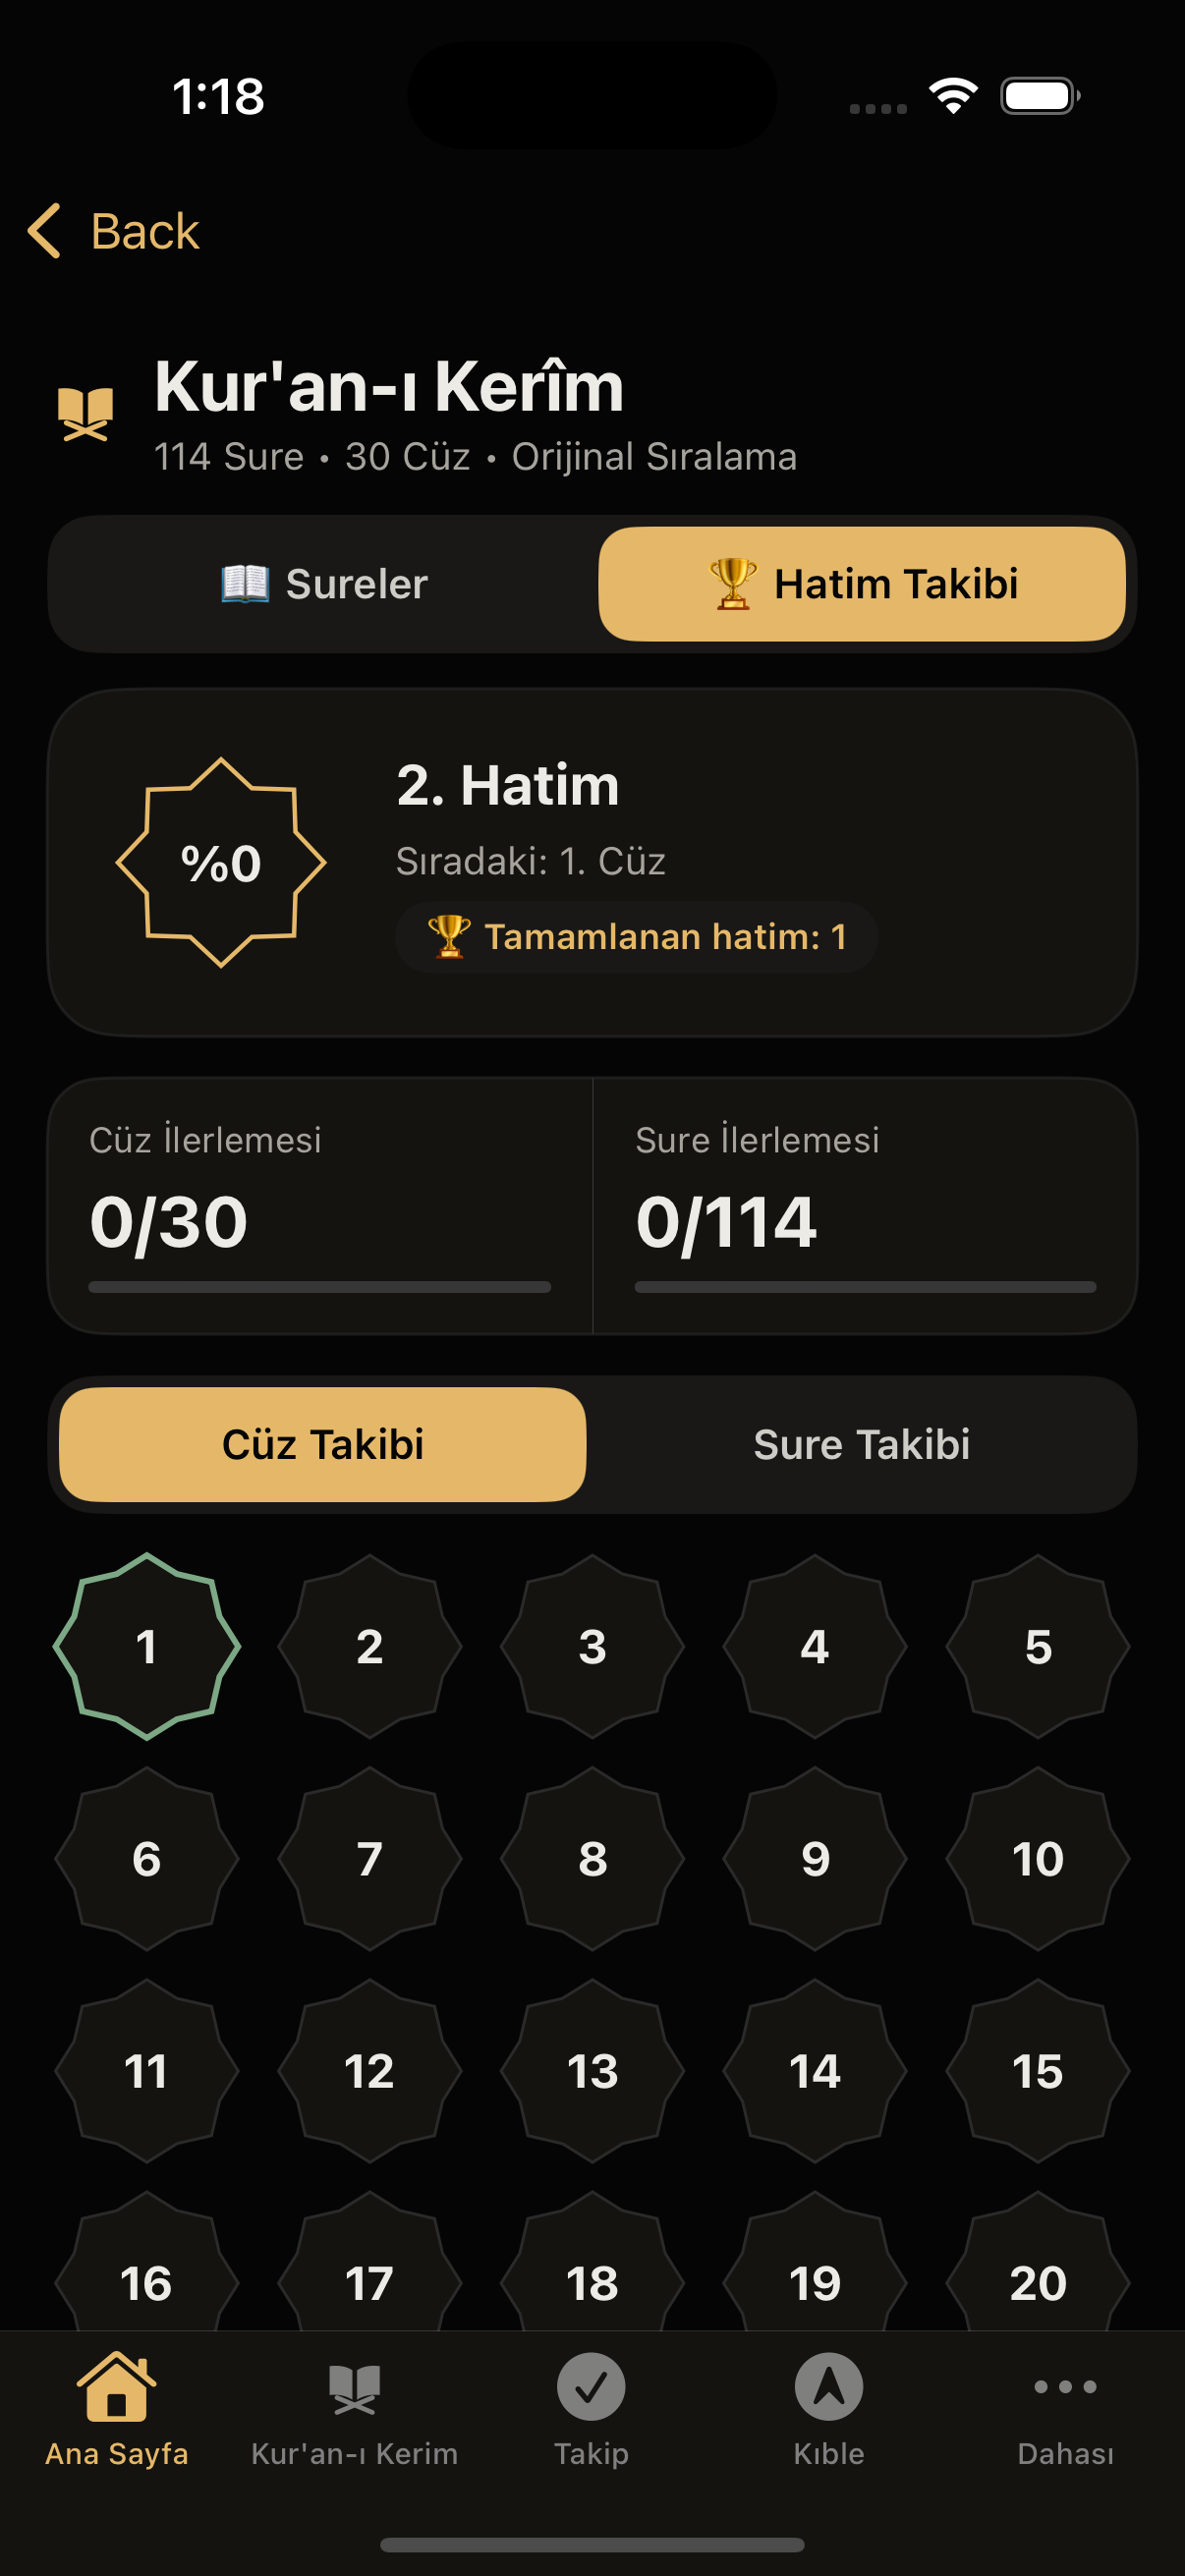 1:18
Back
Kur'an-ı Kerîm
114 Sure • 30 Cüz • Orijinal Sıralama
📖 Sureler
🏆 Hatim Takibi
%0
2. Hatim
Sıradaki: 1. Cüz
🏆 Tamamlanan hatim: 1
Cüz İlerlemesi
0/30
Sure İlerlemesi
0/114
Cüz Takibi
Sure Takibi
1 2 3 4 5
6 7 8 9 10
11 12 13 14 15
16 17 18 19 20
Ana Sayfa
Kur'an-ı Kerim
Takip
Kıble
Dahası